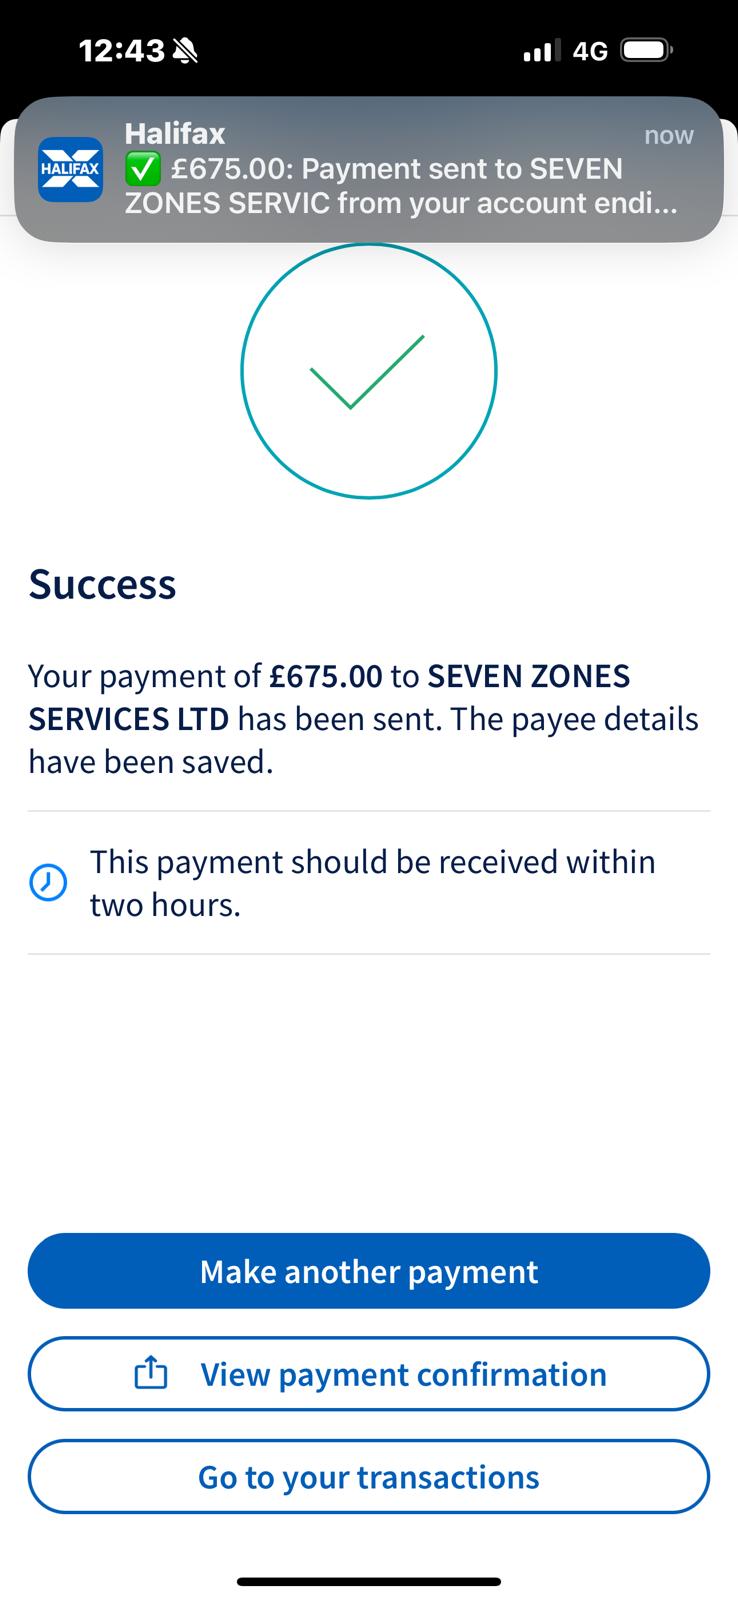 12:43
4G
Halifax
now
HALIFAX
✅ £675.00: Payment sent to SEVEN
ZONES SERVIC from your account endi...
Success
Your payment of £675.00 to SEVEN ZONES
SERVICES LTD has been sent. The payee details
have been saved.
This payment should be received within
two hours.
Make another payment
View payment confirmation
Go to your transactions